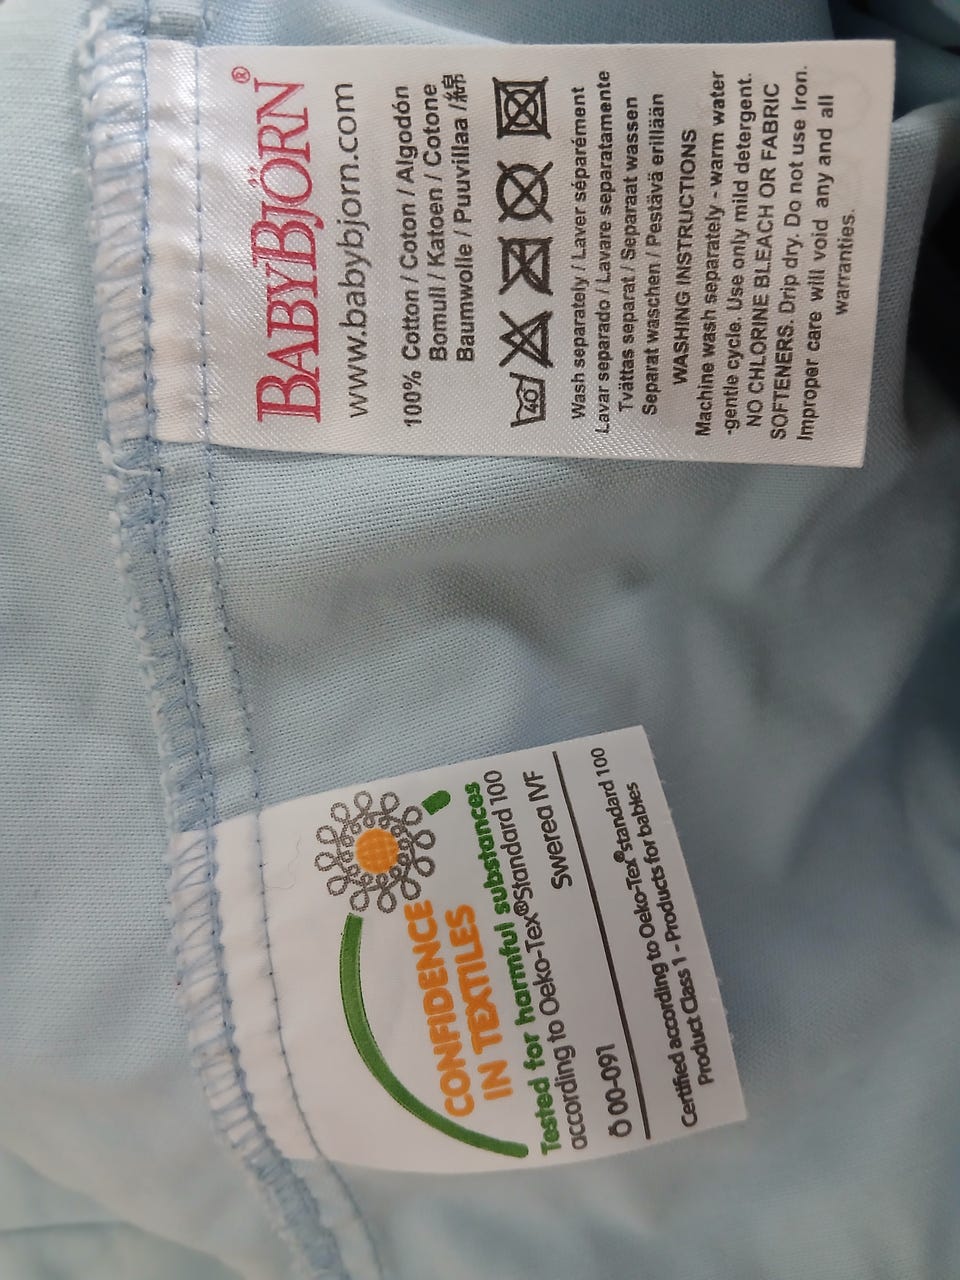 BABYBJÖRN®
www.babybjorn.com
100% Cotton / Coton / Algodón
Bomull / Katoen / Cotone
Baumwolle / Puuvillaa /綿
40
Wash separately / Laver séparément
Lavar separado / Lavare separatamente
Tvättas separat / Separaat wassen
Separat waschen / Pestävä erillään
WASHING INSTRUCTIONS
Machine wash separately - warm water
-gentle cycle. Use only mild detergent.
NO CHLORINE BLEACH OR FABRIC
SOFTENERS. Drip dry. Do not use Iron.
Improper care will void any and all
warranties.
CONFIDENCE
IN TEXTILES
Tested for harmful substances
according to Oeko-Tex®Standard 100
Swerea IVF
Ö 00-091
Certified according to Oeko-Tex®standard 100
Product Class 1 - Products for babies